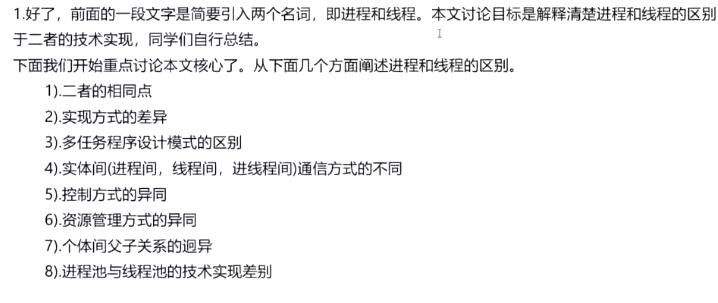 1.好了，前面的一段文字是简要引入两个名词，即进程和线程。本文讨论目标是解释清楚进程和线程的区别
于二者的技术实现，同学们自行总结。
下面我们开始重点讨论本文核心了。从下面几个方面阐述进程和线程的区别。
1).二者的相同点
2).实现方式的差异
3).多任务程序设计模式的区别
4).实体间(进程间，线程间，进线程间)通信方式的不同
5).控制方式的异同
6).资源管理方式的异同
7).个体间父子关系的迥异
8).进程池与线程池的技术实现差别